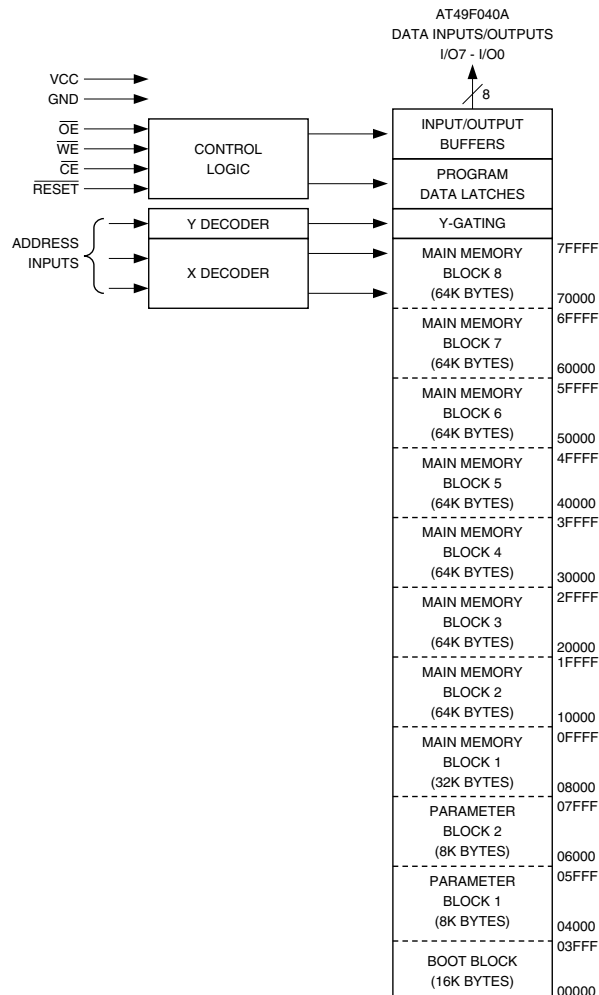 AT49F040A
DATA INPUTS/OUTPUTS
I/O7 - I/O0
8
VCC
GND
OE
WE
CE
RESET
CONTROL
LOGIC
INPUT/OUTPUT
BUFFERS
PROGRAM
DATA LATCHES
ADDRESS
INPUTS
Y DECODER
X DECODER
Y-GATING
MAIN MEMORY
BLOCK 8
(64K BYTES)
7FFFF
70000
MAIN MEMORY
BLOCK 7
(64K BYTES)
6FFFF
60000
MAIN MEMORY
BLOCK 6
(64K BYTES)
5FFFF
50000
MAIN MEMORY
BLOCK 5
(64K BYTES)
4FFFF
40000
MAIN MEMORY
BLOCK 4
(64K BYTES)
3FFFF
30000
MAIN MEMORY
BLOCK 3
(64K BYTES)
2FFFF
20000
MAIN MEMORY
BLOCK 2
(64K BYTES)
1FFFF
10000
MAIN MEMORY
BLOCK 1
(32K BYTES)
0FFFF
08000
PARAMETER
BLOCK 2
(8K BYTES)
07FFF
06000
PARAMETER
BLOCK 1
(8K BYTES)
05FFF
04000
BOOT BLOCK
(16K BYTES)
03FFF
00000